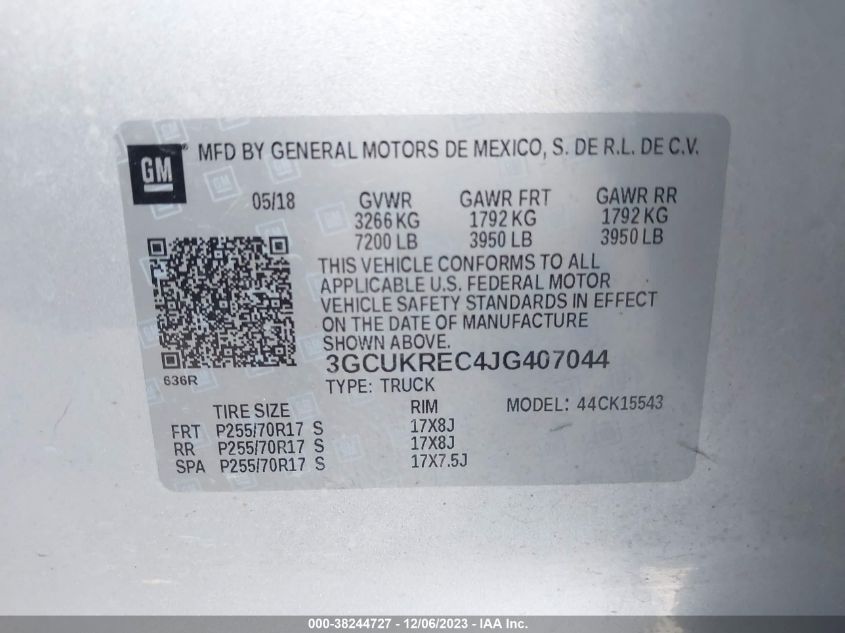 GM
MFD BY GENERAL MOTORS DE MEXICO, S. DE R.L. DE C.V.
05/18 GVWR GAWR FRT GAWR RR
3266 KG 1792 KG 1792 KG
7200 LB 3950 LB 3950 LB
THIS VEHICLE CONFORMS TO ALL
APPLICABLE U.S. FEDERAL MOTOR
VEHICLE SAFETY STANDARDS IN EFFECT
ON THE DATE OF MANUFACTURE
SHOWN ABOVE.
3GCUKREC4JG407044
636R
TYPE: TRUCK
TIRE SIZE RIM MODEL: 44CK15543
FRT P255/70R17 S 17X8J
RR P255/70R17 S 17X8J
SPA P255/70R17 S 17X7.5J
000-38244727 - 12/06/2023 - IAA Inc.